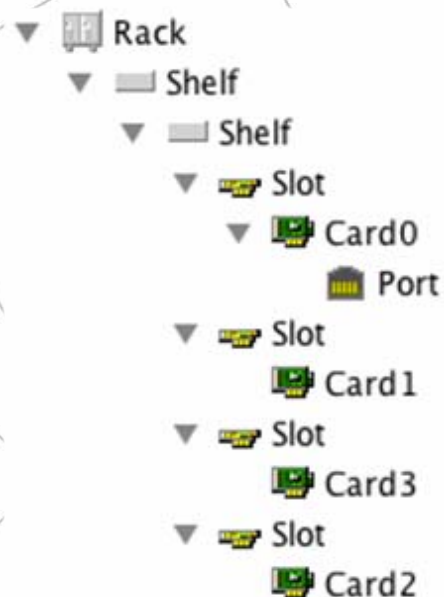 Rack
Shelf
Shelf
Slot
Card0
Port
Slot
Card1
Slot
Card3
Slot
Card2